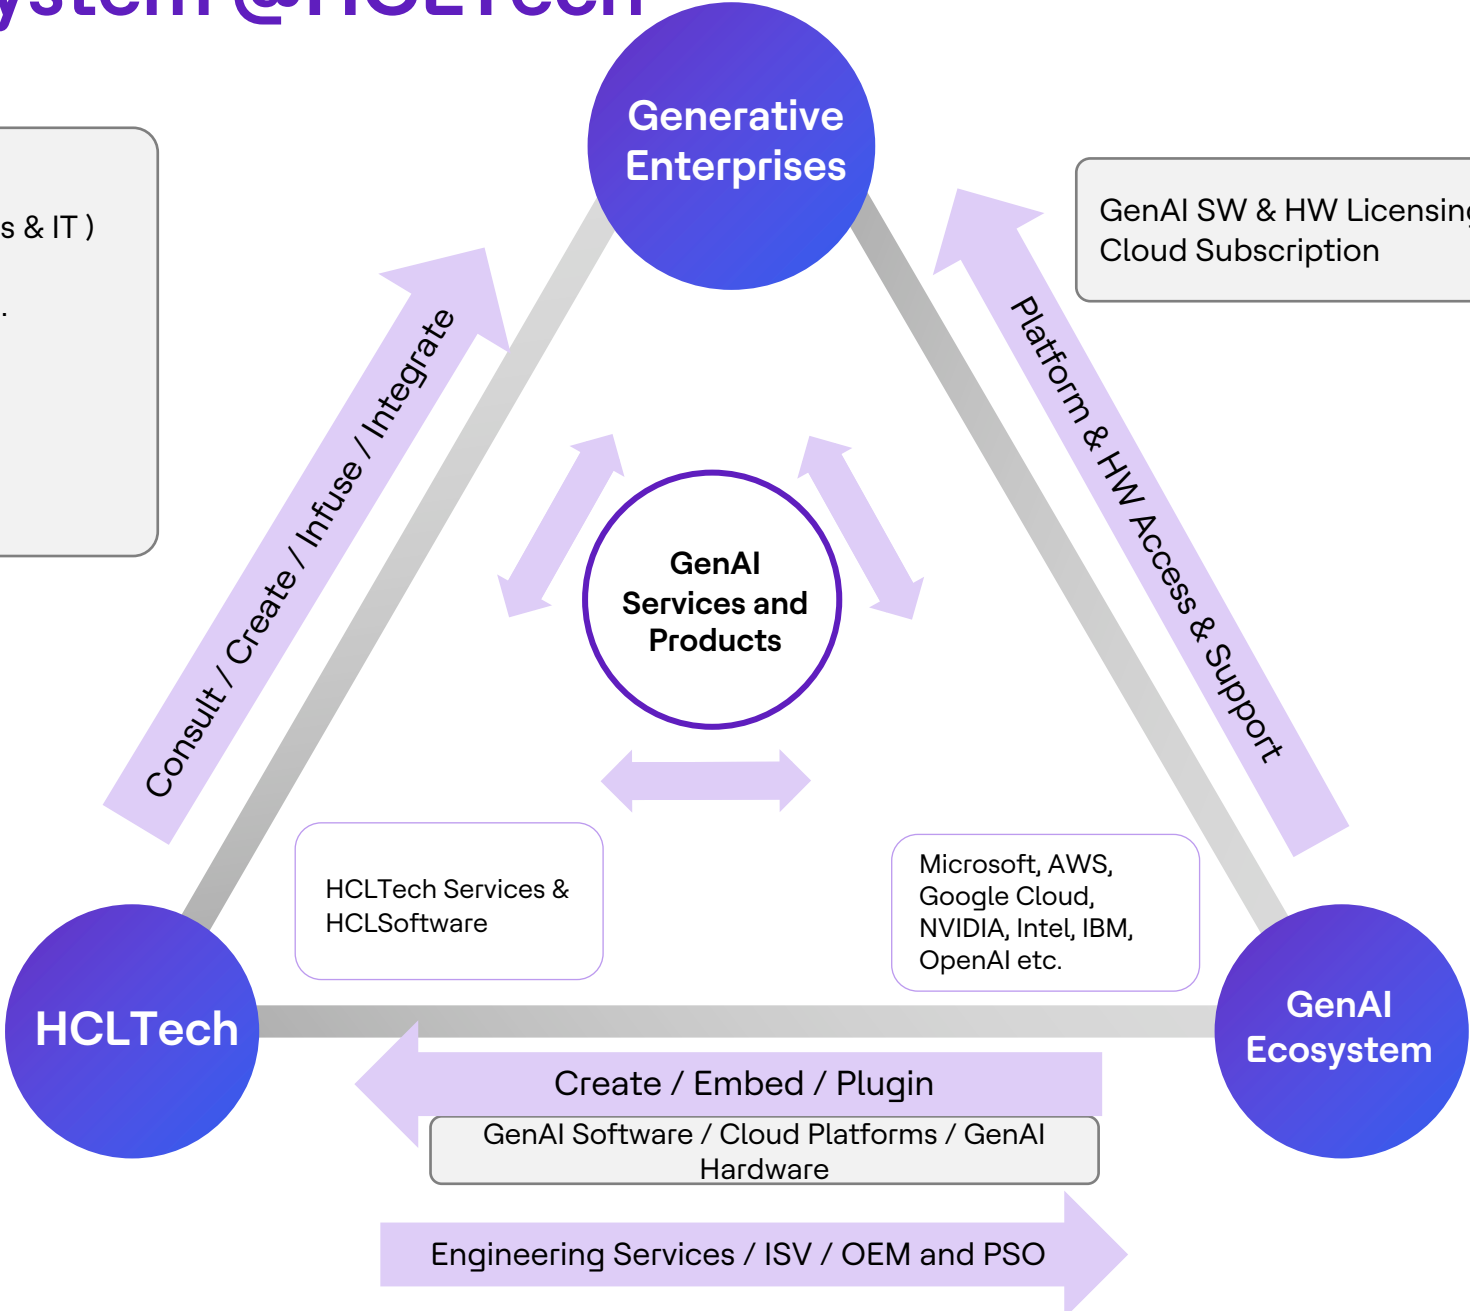 @HCLTech
Generative
Enterprises
s & IT )
.
GenAI SW & HW Licensing
Cloud Subscription
Consult / Create / Infuse / Integrate
Platform & HW Access & Support
GenAI
Services and
Products
HCLTech Services &
HCLSoftware
Microsoft, AWS,
Google Cloud,
NVIDIA, Intel, IBM,
OpenAI etc.
HCLTech
GenAI
Ecosystem
Create / Embed / Plugin
GenAI Software / Cloud Platforms / GenAI
Hardware
Engineering Services / ISV / OEM and PSO